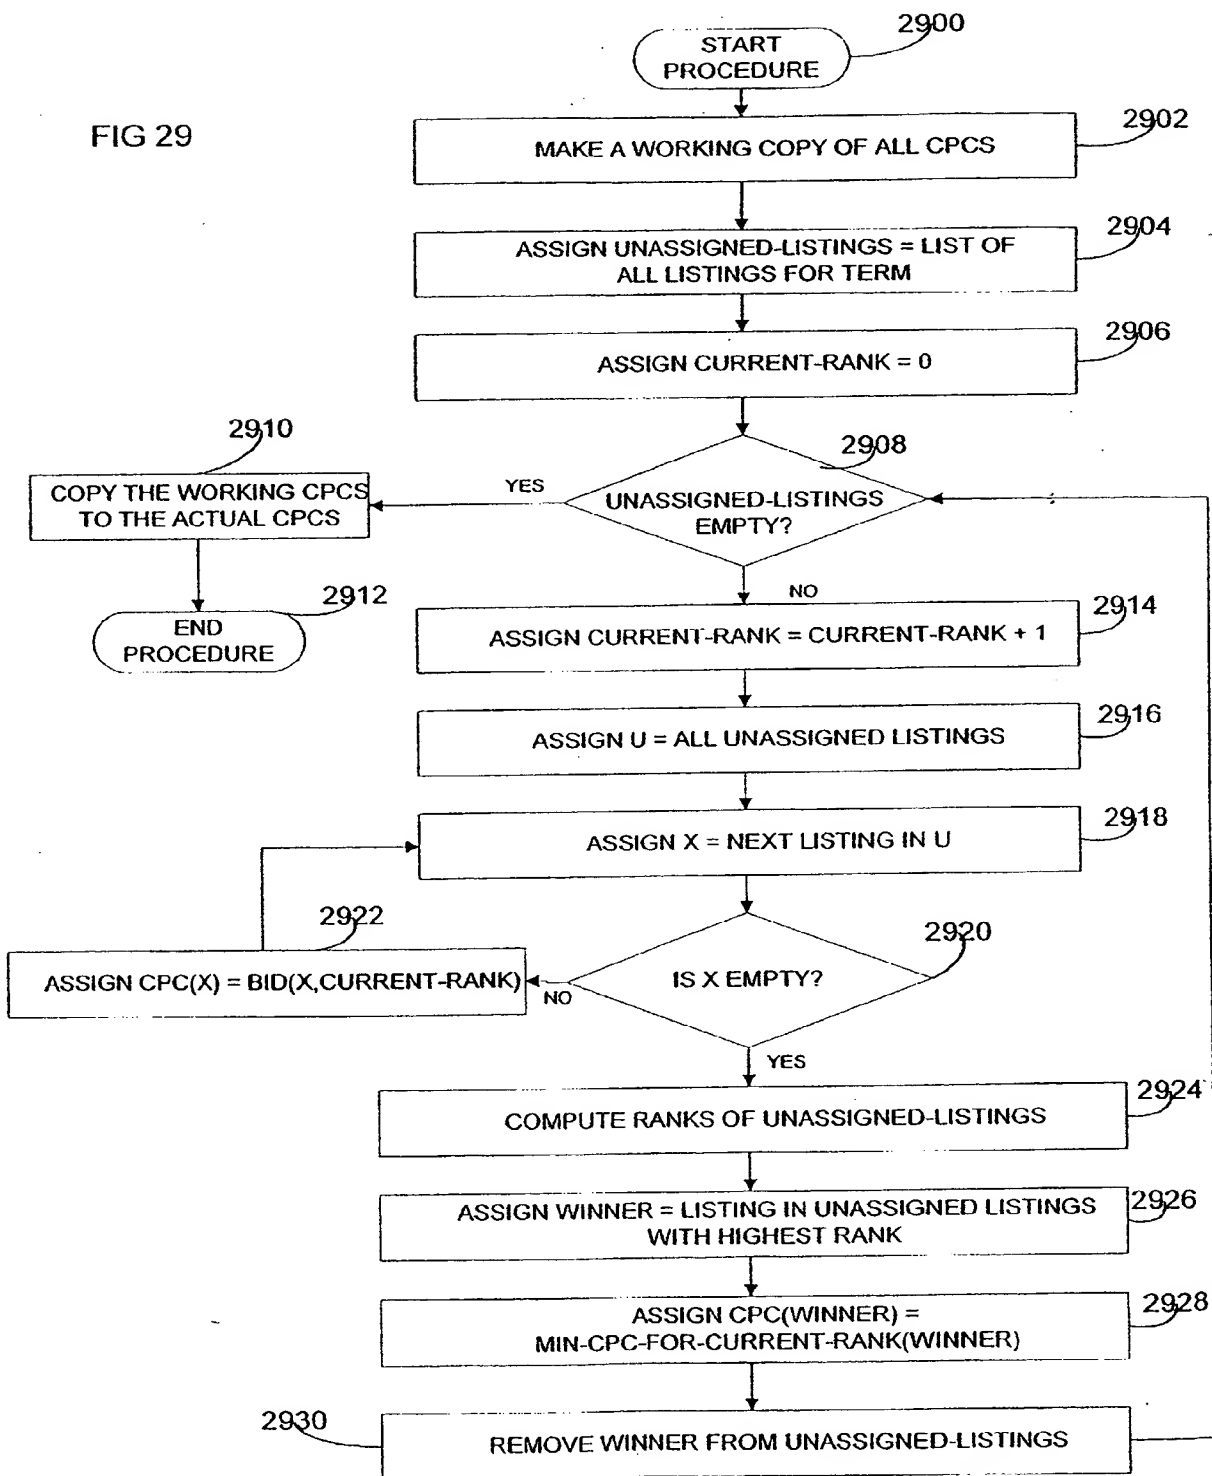 2900
START
PROCEDURE
FIG 29
2902
MAKE A WORKING COPY OF ALL CPCS
2904
ASSIGN UNASSIGNED-LISTINGS = LIST OF
ALL LISTINGS FOR TERM
2906
ASSIGN CURRENT-RANK = 0
2910
2908
COPY THE WORKING CPCS
TO THE ACTUAL CPCS
YES
UNASSIGNED-LISTINGS
EMPTY?
NO
2912
END
PROCEDURE
2914
ASSIGN CURRENT-RANK = CURRENT-RANK + 1
2916
ASSIGN U = ALL UNASSIGNED LISTINGS
2918
ASSIGN X = NEXT LISTING IN U
2922
2920
ASSIGN CPC(X) = BID(X,CURRENT-RANK)
NO
IS X EMPTY?
YES
2924
COMPUTE RANKS OF UNASSIGNED-LISTINGS
2926
ASSIGN WINNER = LISTING IN UNASSIGNED LISTINGS
WITH HIGHEST RANK
2928
ASSIGN CPC(WINNER) =
MIN-CPC-FOR-CURRENT-RANK(WINNER)
2930
REMOVE WINNER FROM UNASSIGNED-LISTINGS